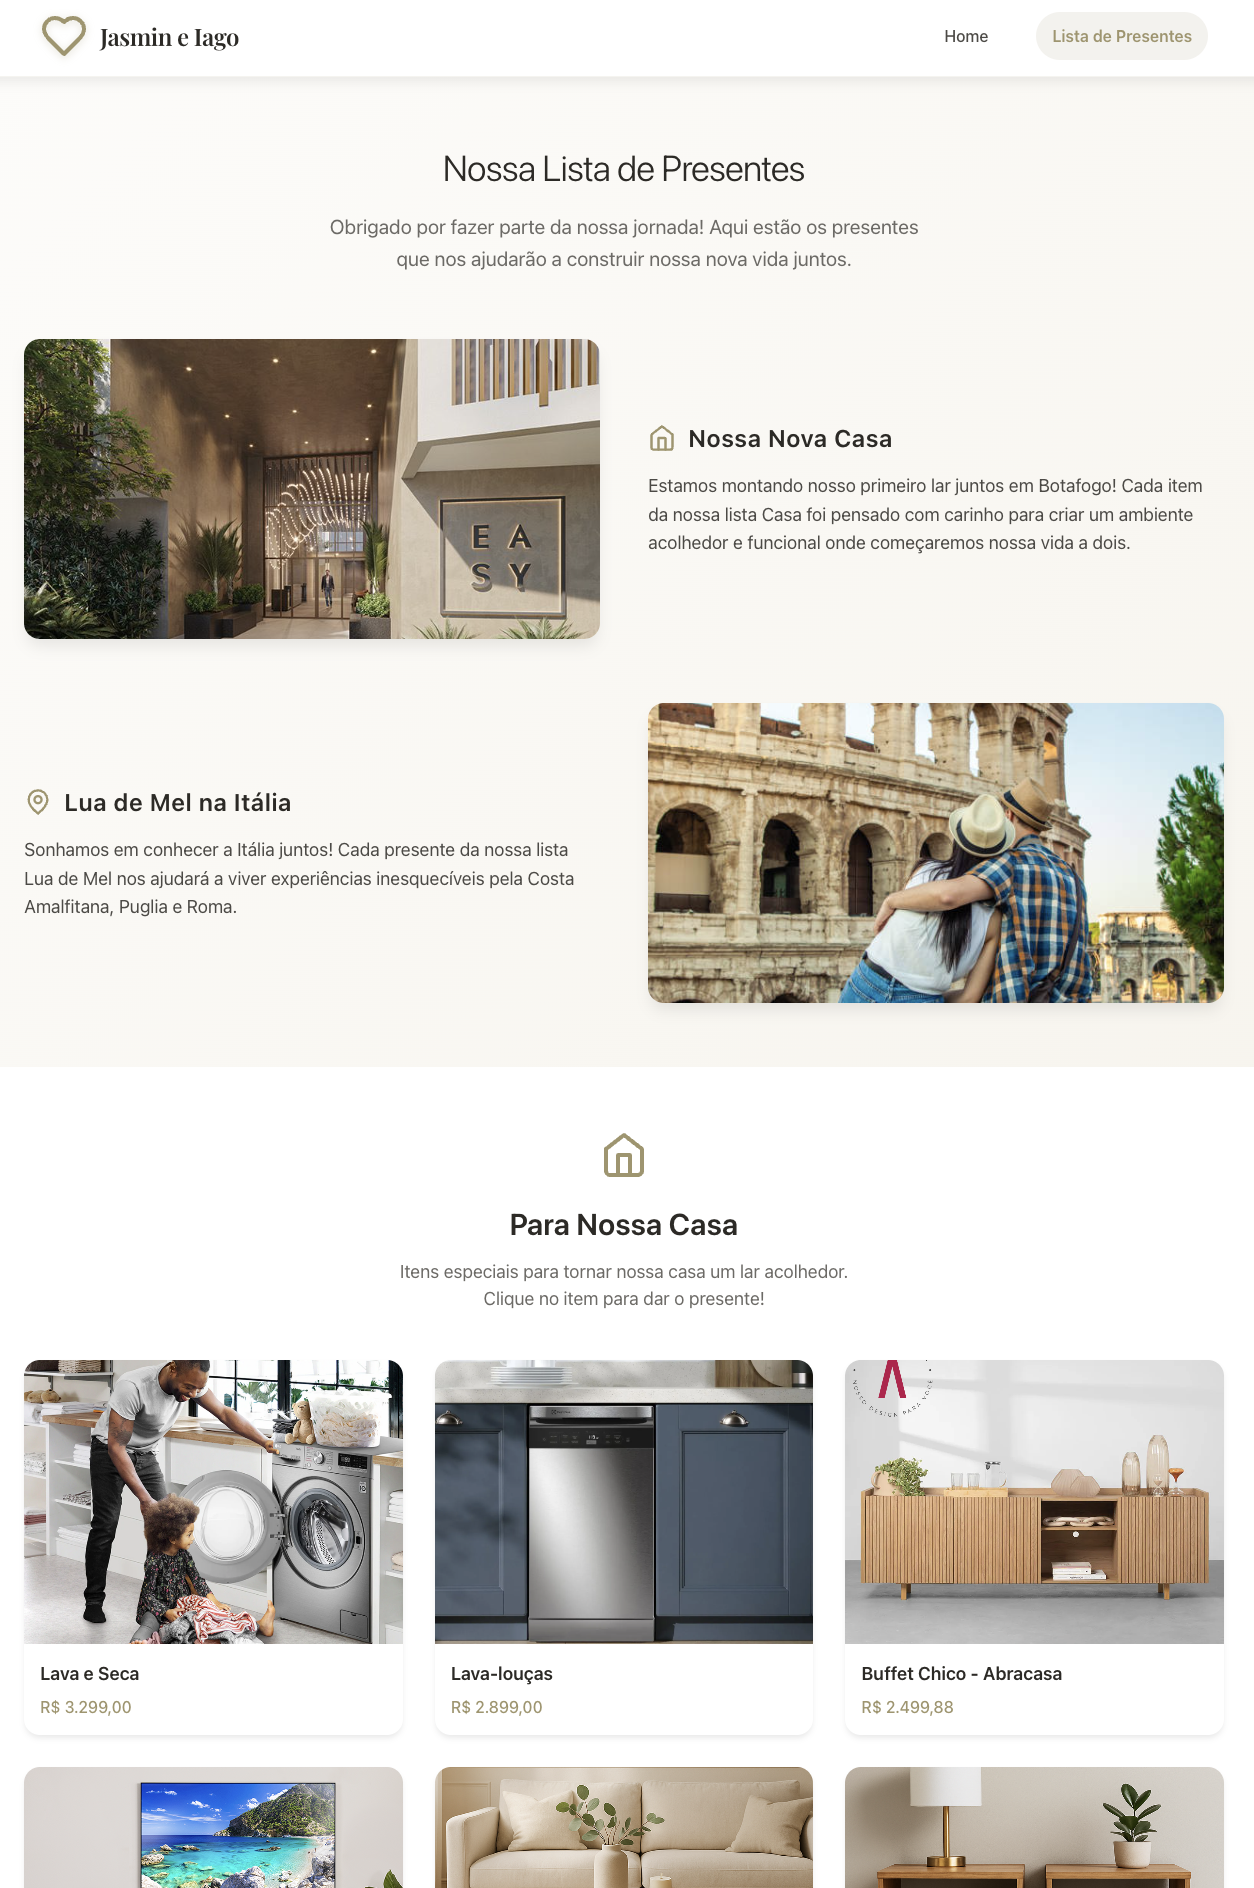 Jasmin e Iago
Home
Lista de Presentes
Nossa Lista de Presentes
Obrigado por fazer parte da nossa jornada! Aqui estão os presentes
que nos ajudarão a construir nossa nova vida juntos.
EA
SY
Nossa Nova Casa
Estamos montando nosso primeiro lar juntos em Botafogo! Cada item
da nossa lista Casa foi pensado com carinho para criar um ambiente
acolhedor e funcional onde começaremos nossa vida a dois.
Lua de Mel na Itália
Sonhamos em conhecer a Itália juntos! Cada presente da nossa lista
Lua de Mel nos ajudará a viver experiências inesquecíveis pela Costa
Amalfitana, Puglia e Roma.
Para Nossa Casa
Itens especiais para tornar nossa casa um lar acolhedor.
Clique no item para dar o presente!
NOSSO DESIGN PARA VOCÊ
Lava e Seca
R$ 3.299,00
Lava-louças
R$ 2.899,00
Buffet Chico - Abracasa
R$ 2.499,88